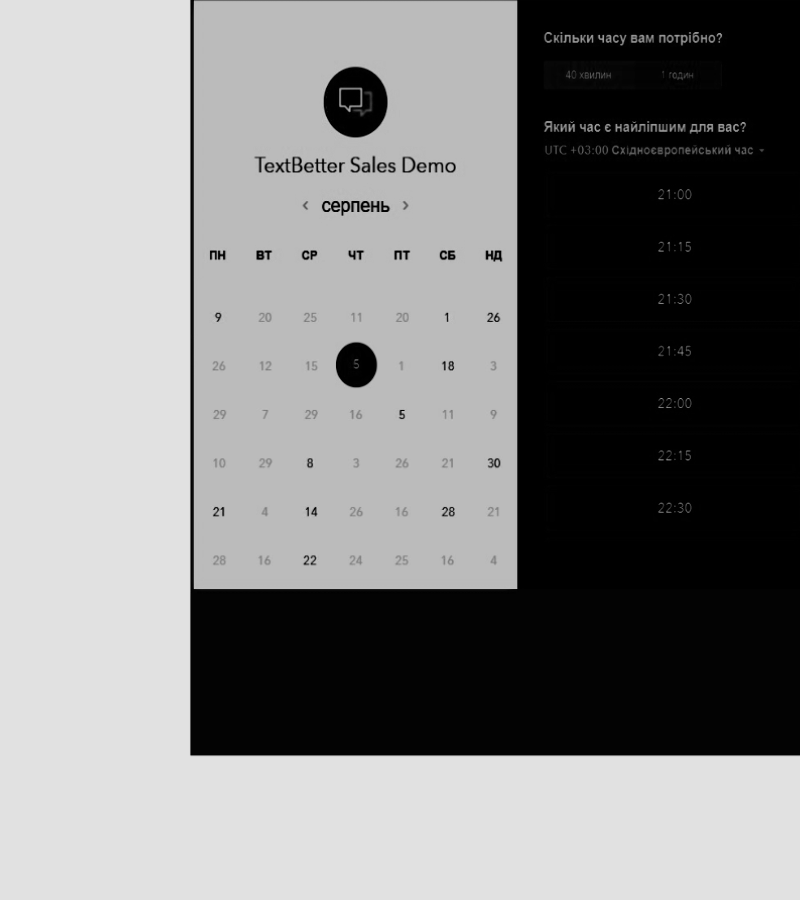 TextBetter Sales Demo
серпень
ПН ВТ СР ЧТ ПТ СБ НД
9 20 25 11 20 1 26
26 12 15 5 1 18 3
29 7 29 16 5 11 9
10 29 8 3 26 21 30
21 4 14 26 16 28 21
28 16 22 24 25 16 4
Скільки часу вам потрібно?
40 хвилин 1 годин
Який час є найліпшим для вас?
UTC +03:00 Східноєвропейський час
21:00
21:15
21:30
21:45
22:00
22:15
22:30